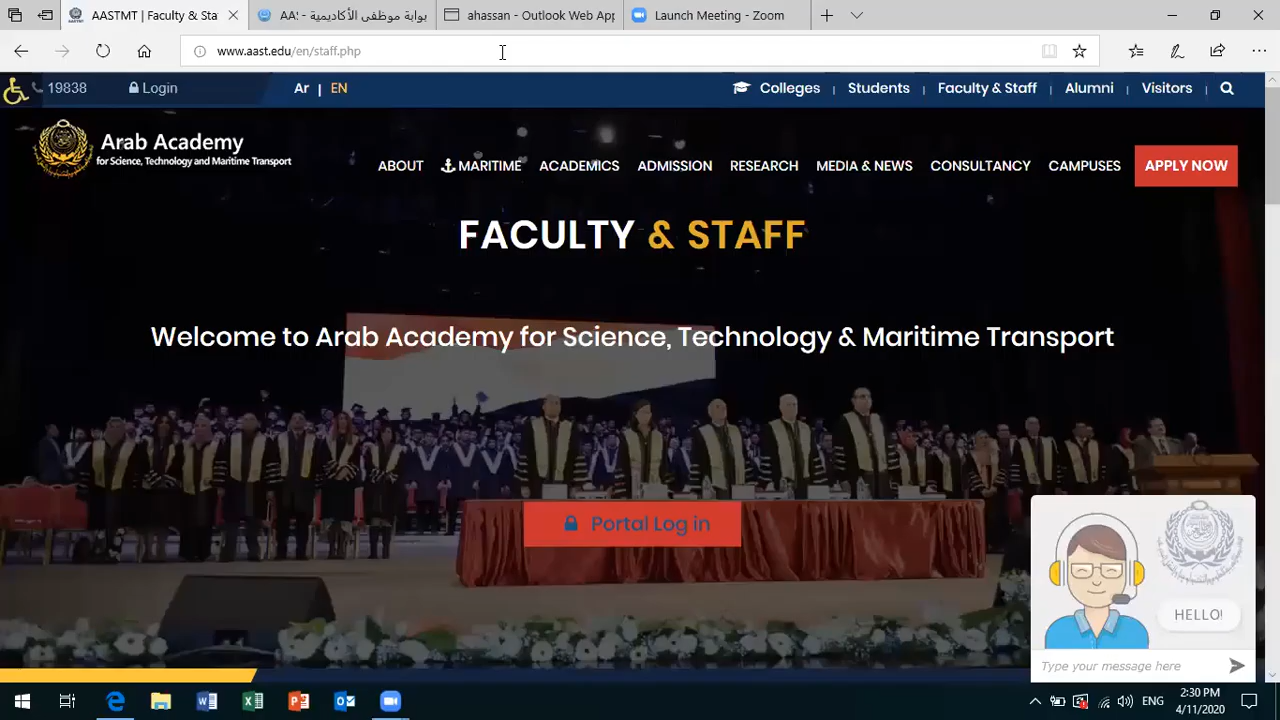 AASTMT | Faculty & Sta
AAS - بوابة موظفى الأكاديمية
ahassan - Outlook Web App
Launch Meeting - Zoom
www.aast.edu/en/staff.php
19838
Login
Ar | EN
Colleges | Students | Faculty & Staff | Alumni | Visitors
Arab Academy
for Science, Technology and Maritime Transport
ABOUT MARITIME ACADEMICS ADMISSION RESEARCH MEDIA & NEWS CONSULTANCY CAMPUSES APPLY NOW
FACULTY & STAFF
Welcome to Arab Academy for Science, Technology & Maritime Transport
Portal Log in
HELLO!
Type your message here
ENG
2:30 PM
4/11/2020